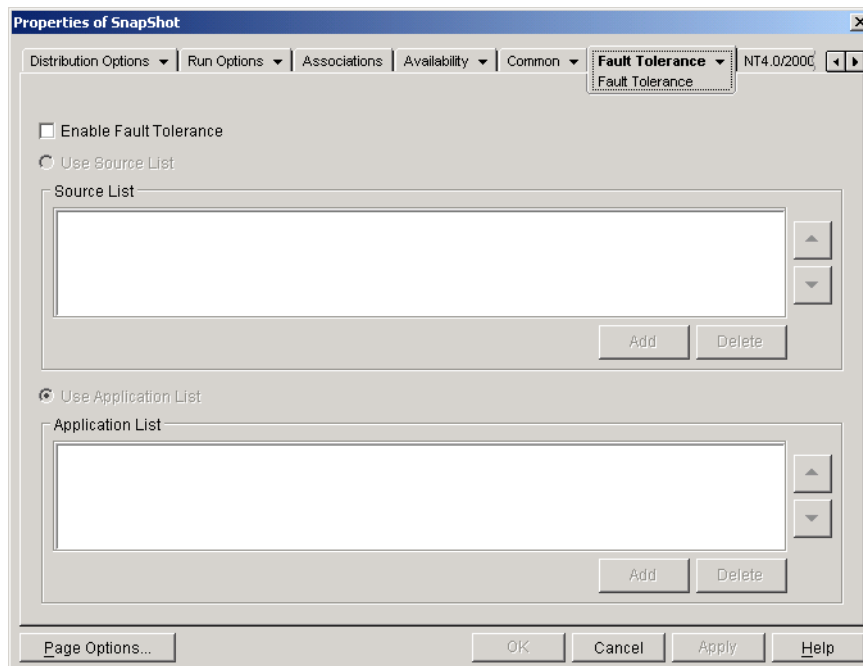 Properties of SnapShot
Distribution Options Run Options Associations Availability Common Fault Tolerance NT4.0/2000
Fault Tolerance
Enable Fault Tolerance
Use Source List
Source List
Add Delete
Use Application List
Application List
Add Delete
Page Options... OK Cancel Apply Help